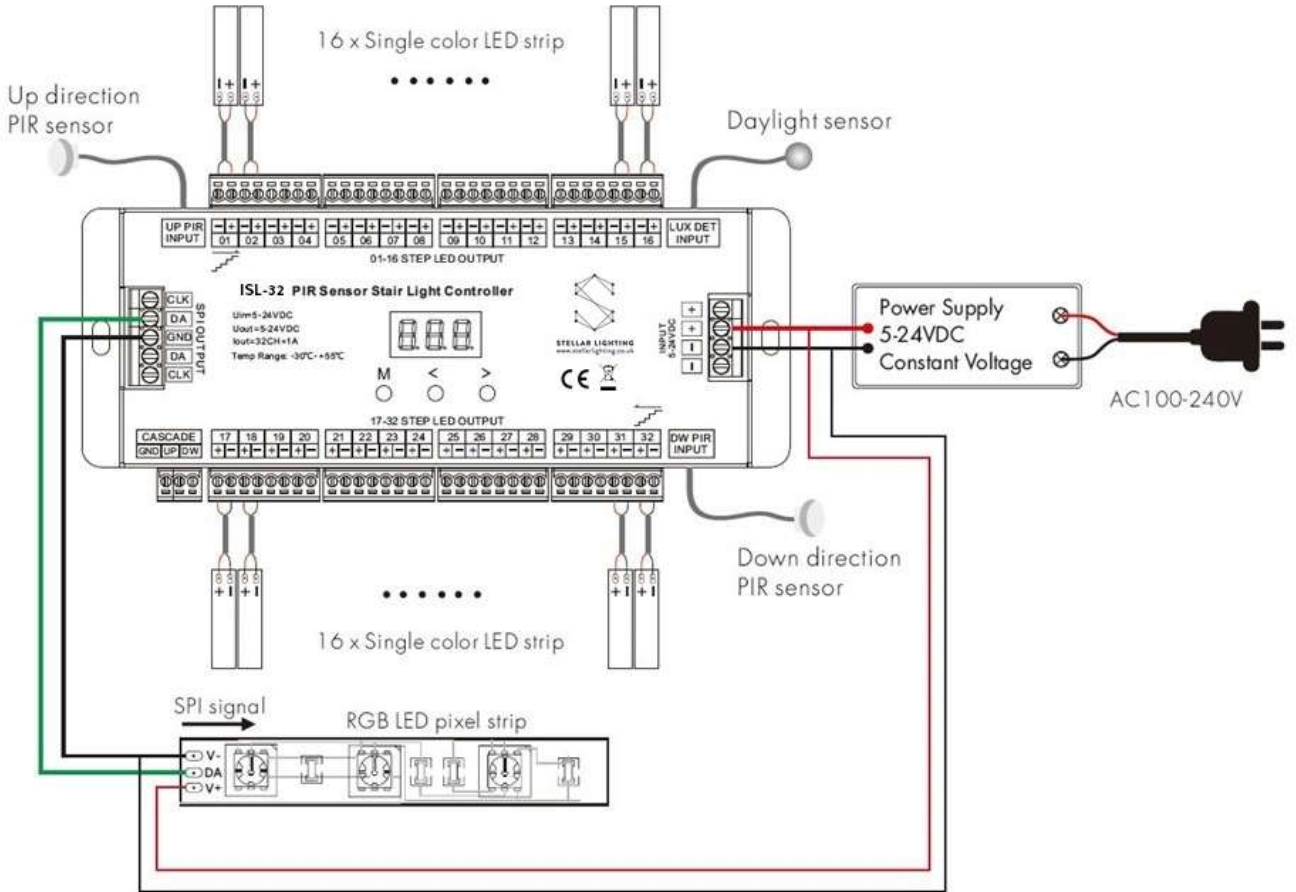 16 x Single color LED strip
Up direction
PIR sensor
Daylight sensor
UP PIR
INPUT
- + - + - + - +
01 02 03 04
- + - + - + - +
05 06 07 08
- + - + - + - +
09 10 11 12
- + - + - + - +
13 14 15 16
LUX DET
INPUT
01-16 STEP LED OUTPUT
ISL-32 PIR Sensor Stair Light Controller
Uin=5-24VDC
Uout=5-24VDC
Iout=32CH×1A
Temp Range: -30℃-+55℃
CLK
DA
GND
DA
CLK
SPI OUTPUT
888
M < >
STELLAR LIGHTING
www.stellarlighting.co.uk
CE
INPUT
5-24VDC
+
+
-
-
Power Supply
5-24VDC
Constant Voltage
AC100-240V
17-32 STEP LED OUTPUT
CASCADE
GND UP DW
17 18 19 20
+ - + - + - + -
21 22 23 24
+ - + - + - + -
25 26 27 28
+ - + - + - + -
29 30 31 32
+ - + - + - + -
DW PIR
INPUT
Down direction
PIR sensor
16 x Single color LED strip
SPI signal
RGB LED pixel strip
V-
DA
V+